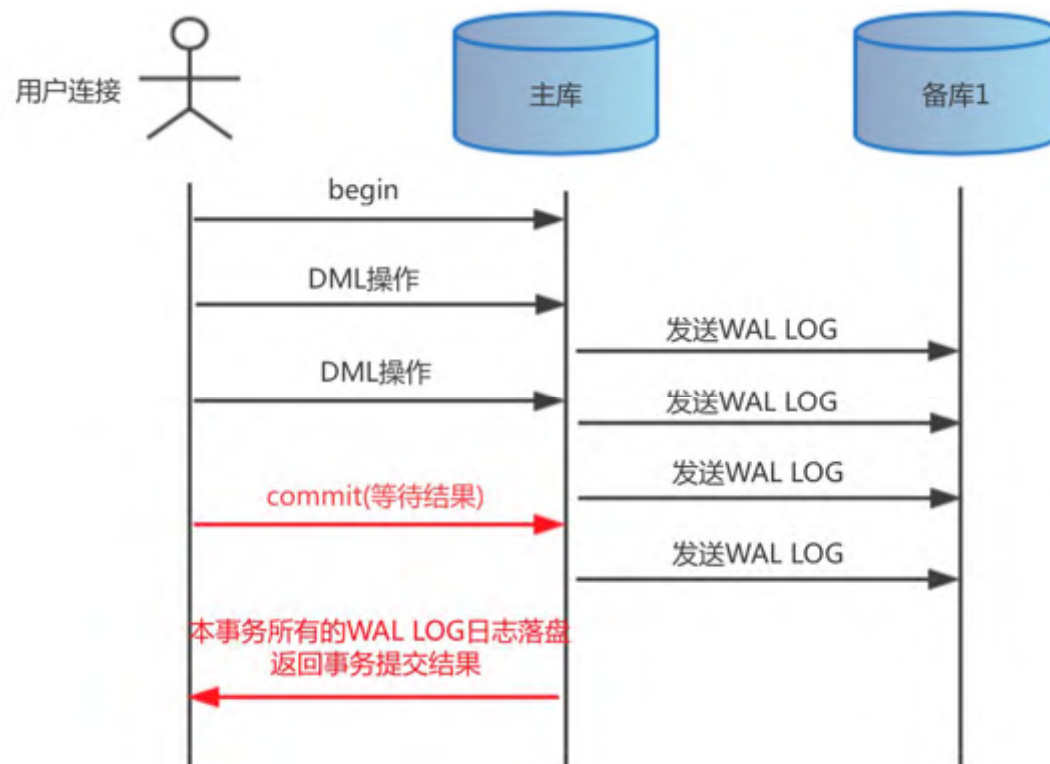 用户连接
主库
备库1
begin
DML操作
发送WAL LOG
DML操作
发送WAL LOG
发送WAL LOG
commit(等待结果)
发送WAL LOG
本事务所有的WAL LOG日志落盘
返回事务提交结果